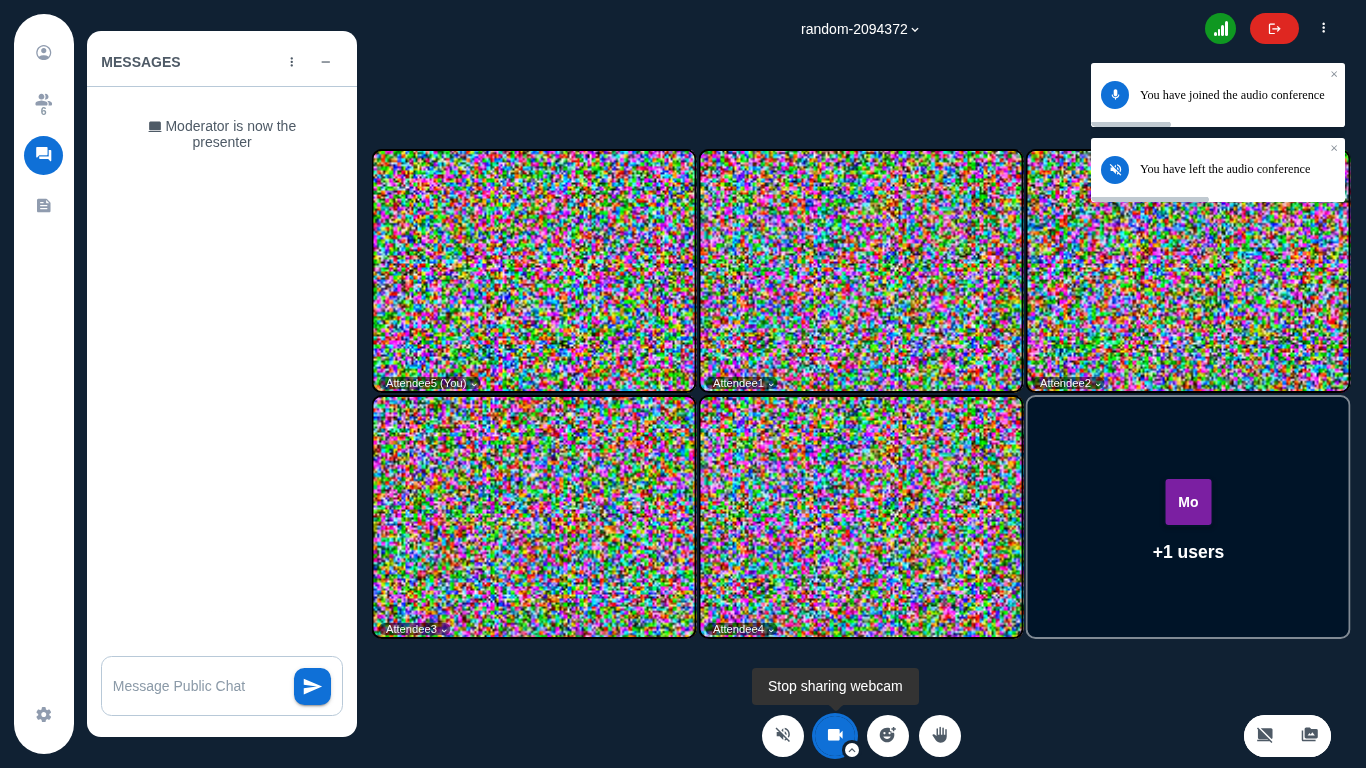 random-2094372
MESSAGES
6
Moderator is now the
presenter
You have joined the audio conference
You have left the audio conference
Attendee5 (You)
Attendee1
Attendee2
Attendee3
Attendee4
Mo
+1 users
Message Public Chat
Stop sharing webcam